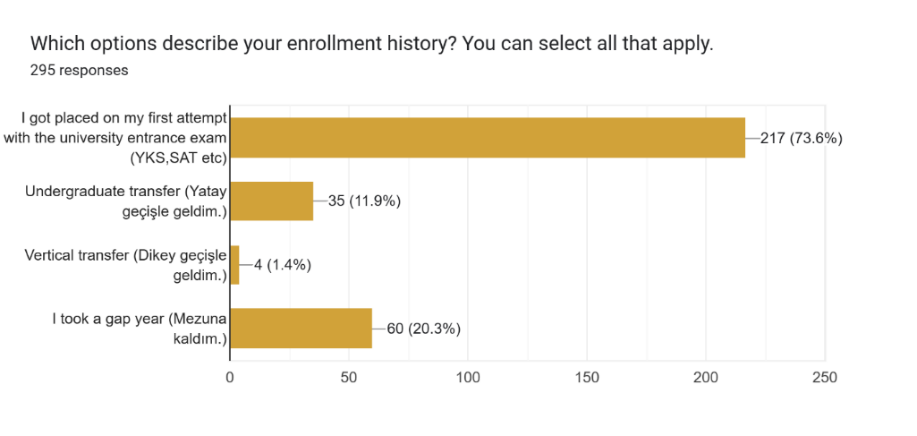 Which options describe your enrollment history? You can select all that apply.
295 responses
I got placed on my first attempt
with the university entrance exam
(YKS,SAT etc)
217 (73.6%)
Undergraduate transfer (Yatay
geçişle geldim.)
35 (11.9%)
Vertical transfer (Dikey geçişle
geldim.)
4 (1.4%)
I took a gap year (Mezuna
kaldım.)
60 (20.3%)
0 50 100 150 200 250